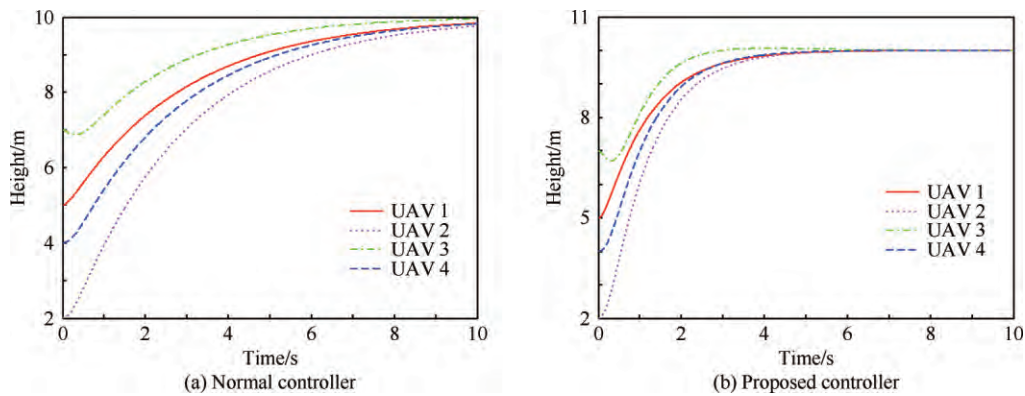 10
8
6
4
2
Height/m
UAV 1
UAV 2
UAV 3
UAV 4
0 2 4 6 8 10
Time/s
(a) Normal controller
11
8
5
2
Height/m
UAV 1
UAV 2
UAV 3
UAV 4
0 2 4 6 8 10
Time/s
(b) Proposed controller